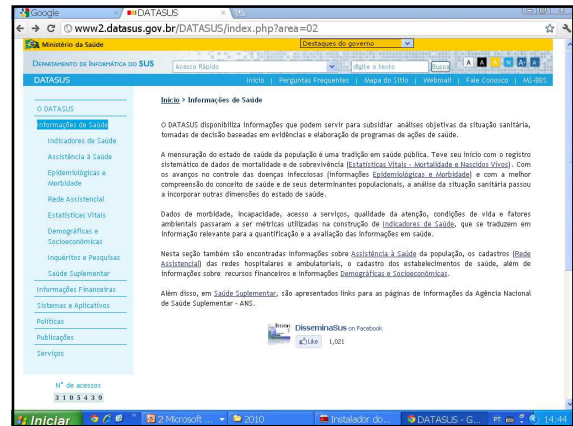 Google
DATASUS
www2.datasus.gov.br/DATASUS/index.php?area=02
Ministério da Saúde
Destaques do governo
DEPARTAMENTO DE INFORMÁTICA DO SUS
Acesso Rápido
digite o texto
Busca
A A A N A+ A-
DATASUS
Início | Perguntas Frequentes | Mapa do Sítio | Webmail | Fale Conosco | MS-BBS
O DATASUS
Informações de Saúde
Indicadores de Saúde
Assistência à Saúde
Epidemiológicas e
Morbidade
Rede Assistencial
Estatísticas Vitais
Demográficas e
Socioeconômicas
Inquéritos e Pesquisas
Saúde Suplementar
Informações Financeiras
Sistemas e Aplicativos
Políticas
Publicações
Serviços
N° de acessos
3 1 0 5 4 3 9
Início > Informações de Saúde
O DATASUS disponibiliza informações que podem servir para subsidiar análises objetivas da situação sanitária,
tomadas de decisão baseadas em evidências e elaboração de programas de ações de saúde.
A mensuração do estado de saúde da população é uma tradição em saúde pública. Teve seu início com o registro
sistemático de dados de mortalidade e de sobrevivência (Estatísticas Vitais - Mortalidade e Nascidos Vivos). Com
os avanços no controle das doenças infecciosas (informações Epidemiológicas e Morbidade) e com a melhor
compreensão do conceito de saúde e de seus determinantes populacionais, a análise da situação sanitária passou
a incorporar outras dimensões do estado de saúde.
Dados de morbidade, incapacidade, acesso a serviços, qualidade da atenção, condições de vida e fatores
ambientais passaram a ser métricas utilizadas na construção de Indicadores de Saúde, que se traduzem em
informação relevante para a quantificação e a avaliação das informações em saúde.
Nesta seção também são encontradas informações sobre Assistência à Saúde da população, os cadastros (Rede
Assistencial) das redes hospitalares e ambulatoriais, o cadastro dos estabelecimentos de saúde, além de
informações sobre recursos financeiros e informações Demográficas e Socioeconômicas.
Além disso, em Saúde Suplementar, são apresentados links para as páginas de informações da Agência Nacional
de Saúde Suplementar - ANS.
DisseminaSus on Facebook
Like 1,021
Iniciar
2 Microsoft ...
2010
Instalador do...
DATASUS - G...
PT
14:44